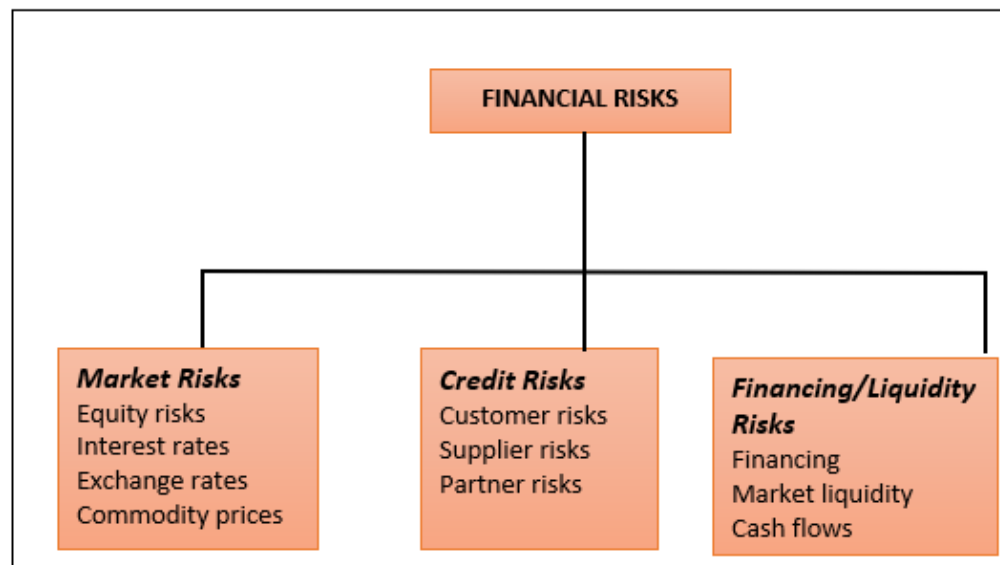 FINANCIAL RISKS
Market Risks
Equity risks
Interest rates
Exchange rates
Commodity prices
Credit Risks
Customer risks
Supplier risks
Partner risks
Financing/Liquidity
Risks
Financing
Market liquidity
Cash flows